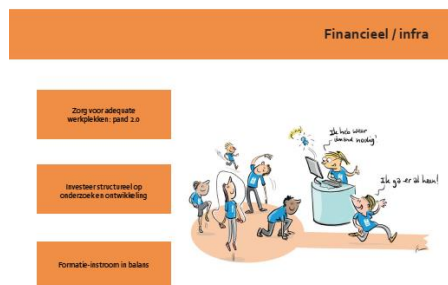 Financieel / infra
Zorg voor adequate
werkplekken: pand 2.0
Investeer structureel op
onderzoek en ontwikkeling
Formatie-instroom in balans
Ik heb weer
iemand nodig!
Ik ga er al heen!